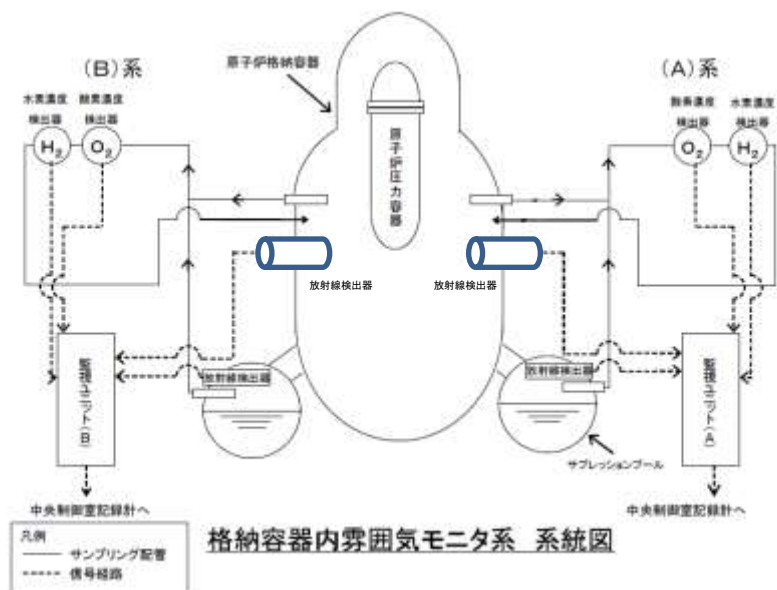 原子炉格納容器
(B)系
水素濃度
検出器
酸素濃度
検出器
H2
O2
(A)系
酸素濃度
検出器
水素濃度
検出器
O2
H2
原子炉圧力容器
放射線検出器
放射線検出器
放射線検出器
放射線検出器
監視ユニット(B)
監視ユニット(A)
サプレッションプール
中央制御室記録計へ
中央制御室記録計へ
凡例
サンプリング配管
信号経路
格納容器内雰囲気モニタ系 系統図